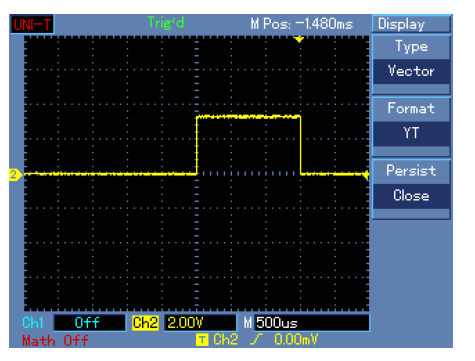 UNI-T Trig'd M Pos: -1.480ms Display
Type
Vector
Format
YT
2 Persist
Close
Ch1 Off Ch2 2.00V M 500us
Math Off T Ch2 0.00mV